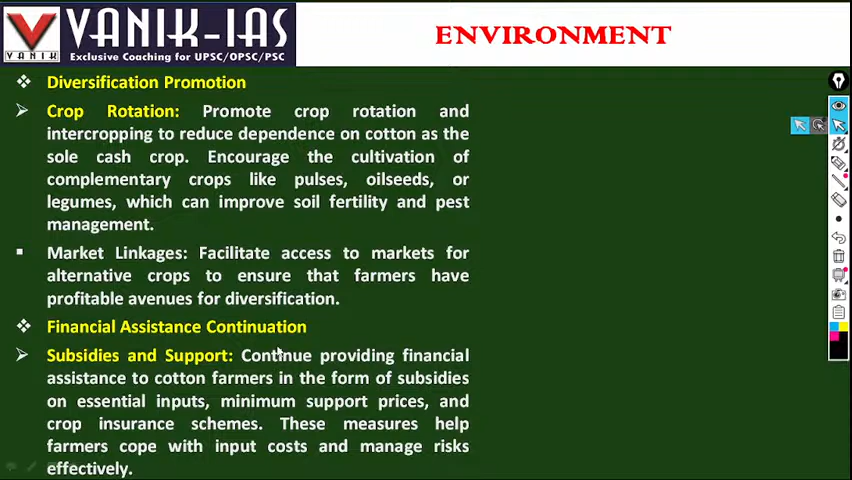 VANIK-IAS
VANIK
Exclusive Coaching for UPSC/OPSC/PSC
ENVIRONMENT
Diversification Promotion
Crop Rotation: Promote crop rotation and
intercropping to reduce dependence on cotton as the
sole cash crop. Encourage the cultivation of
complementary crops like pulses, oilseeds, or
legumes, which can improve soil fertility and pest
management.
Market Linkages: Facilitate access to markets for
alternative crops to ensure that farmers have
profitable avenues for diversification.
Financial Assistance Continuation
Subsidies and Support: Continue providing financial
assistance to cotton farmers in the form of subsidies
on essential inputs, minimum support prices, and
crop insurance schemes. These measures help
farmers cope with input costs and manage risks
effectively.